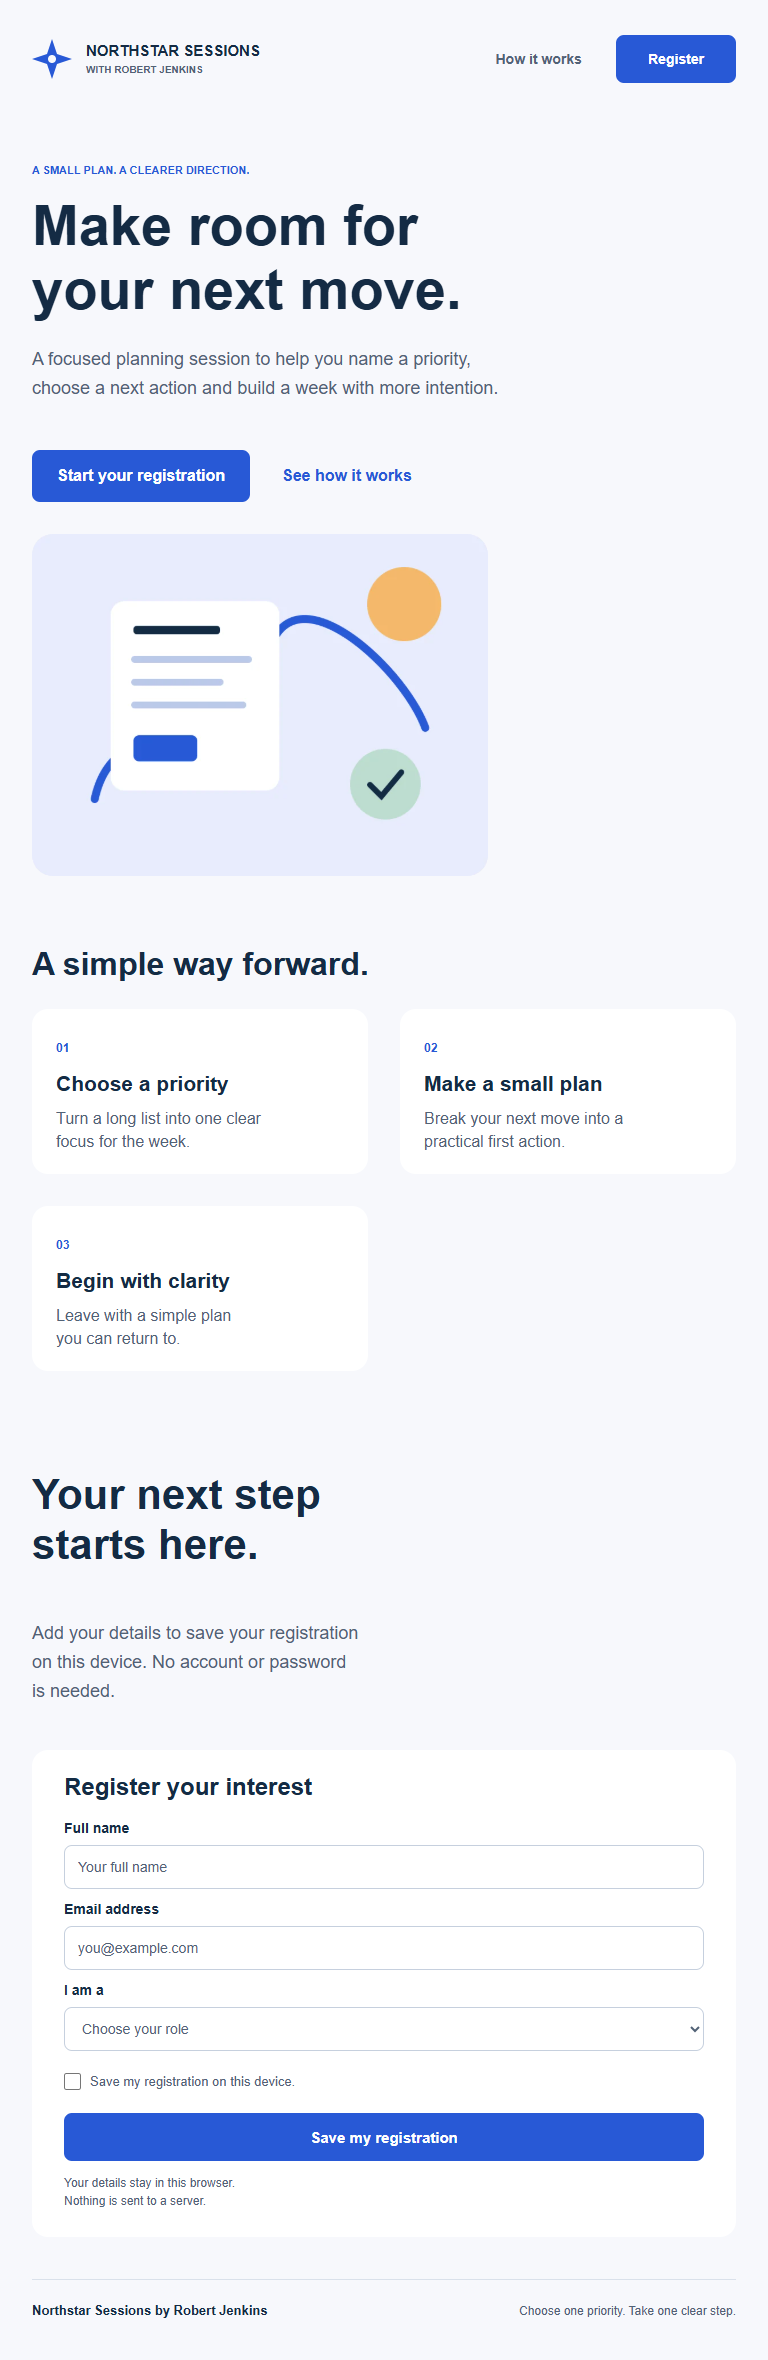 NORTHSTAR SESSIONS
WITH ROBERT JENKINS
How it works
Register
A SMALL PLAN. A CLEARER DIRECTION.
Make room for
your next move.
A focused planning session to help you name a priority,
choose a next action and build a week with more intention.
Start your registration
See how it works
A simple way forward.
01
Choose a priority
Turn a long list into one clear
focus for the week.
02
Make a small plan
Break your next move into a
practical first action.
03
Begin with clarity
Leave with a simple plan
you can return to.
Your next step
starts here.
Add your details to save your registration
on this device. No account or password
is needed.
Register your interest
Full name
Your full name
Email address
you@example.com
I am a
Choose your role
Save my registration on this device.
Save my registration
Your details stay in this browser.
Nothing is sent to a server.
Northstar Sessions by Robert Jenkins
Choose one priority. Take one clear step.